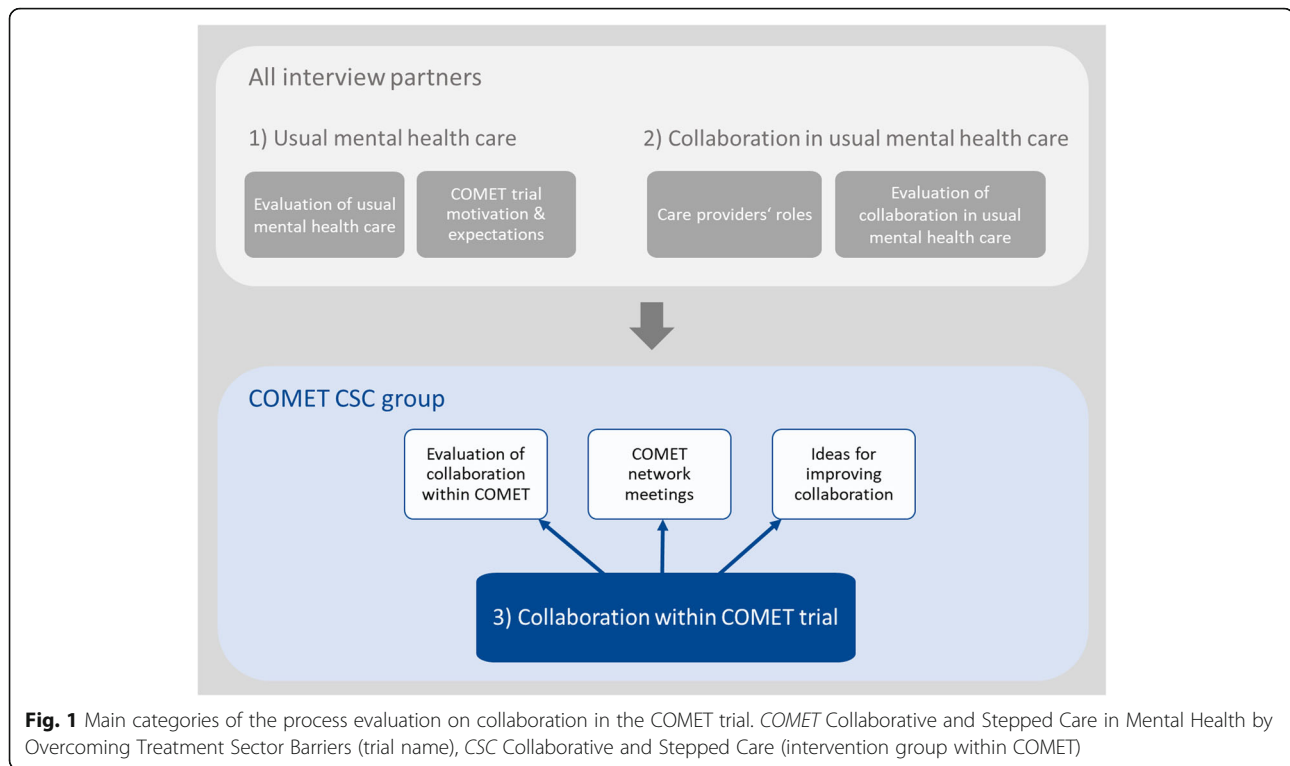 All interview partners
1) Usual mental health care
2) Collaboration in usual mental health care
Evaluation of usual
mental health care
COMET trial
motivation &
expectations
Care providers‘ roles
Evaluation of
collaboration in usual
mental health care
COMET CSC group
Evaluation of
collaboration
within COMET
COMET
network
meetings
Ideas for
improving
collaboration
3) Collaboration within COMET trial
Fig. 1 Main categories of the process evaluation on collaboration in the COMET trial. COMET Collaborative and Stepped Care in Mental Health by
Overcoming Treatment Sector Barriers (trial name), CSC Collaborative and Stepped Care (intervention group within COMET)